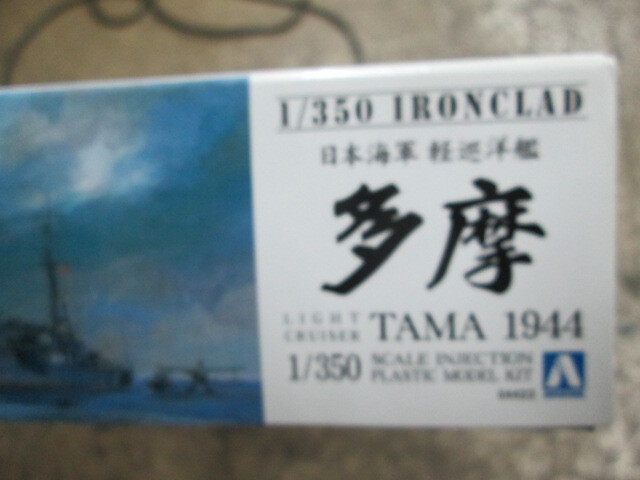 1/350 IRONCLAD
日本海軍 軽巡洋艦
多摩
LIGHT CRUISER TAMA 1944
1/350 SCALE INJECTION PLASTIC MODEL KIT